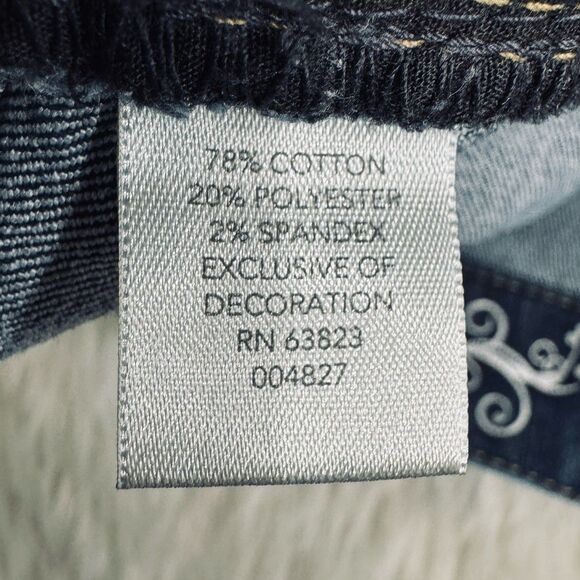 78% COTTON
20% POLYESTER
2% SPANDEX
EXCLUSIVE OF
DECORATION
RN 63823
004827